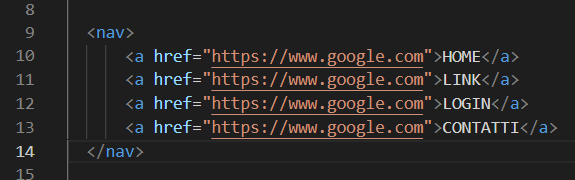 8
9 <nav>
10 <a href="https://www.google.com">HOME</a>
11 <a href="https://www.google.com">LINK</a>
12 <a href="https://www.google.com">LOGIN</a>
13 <a href="https://www.google.com">CONTATTI</a>
14 </nav>
15